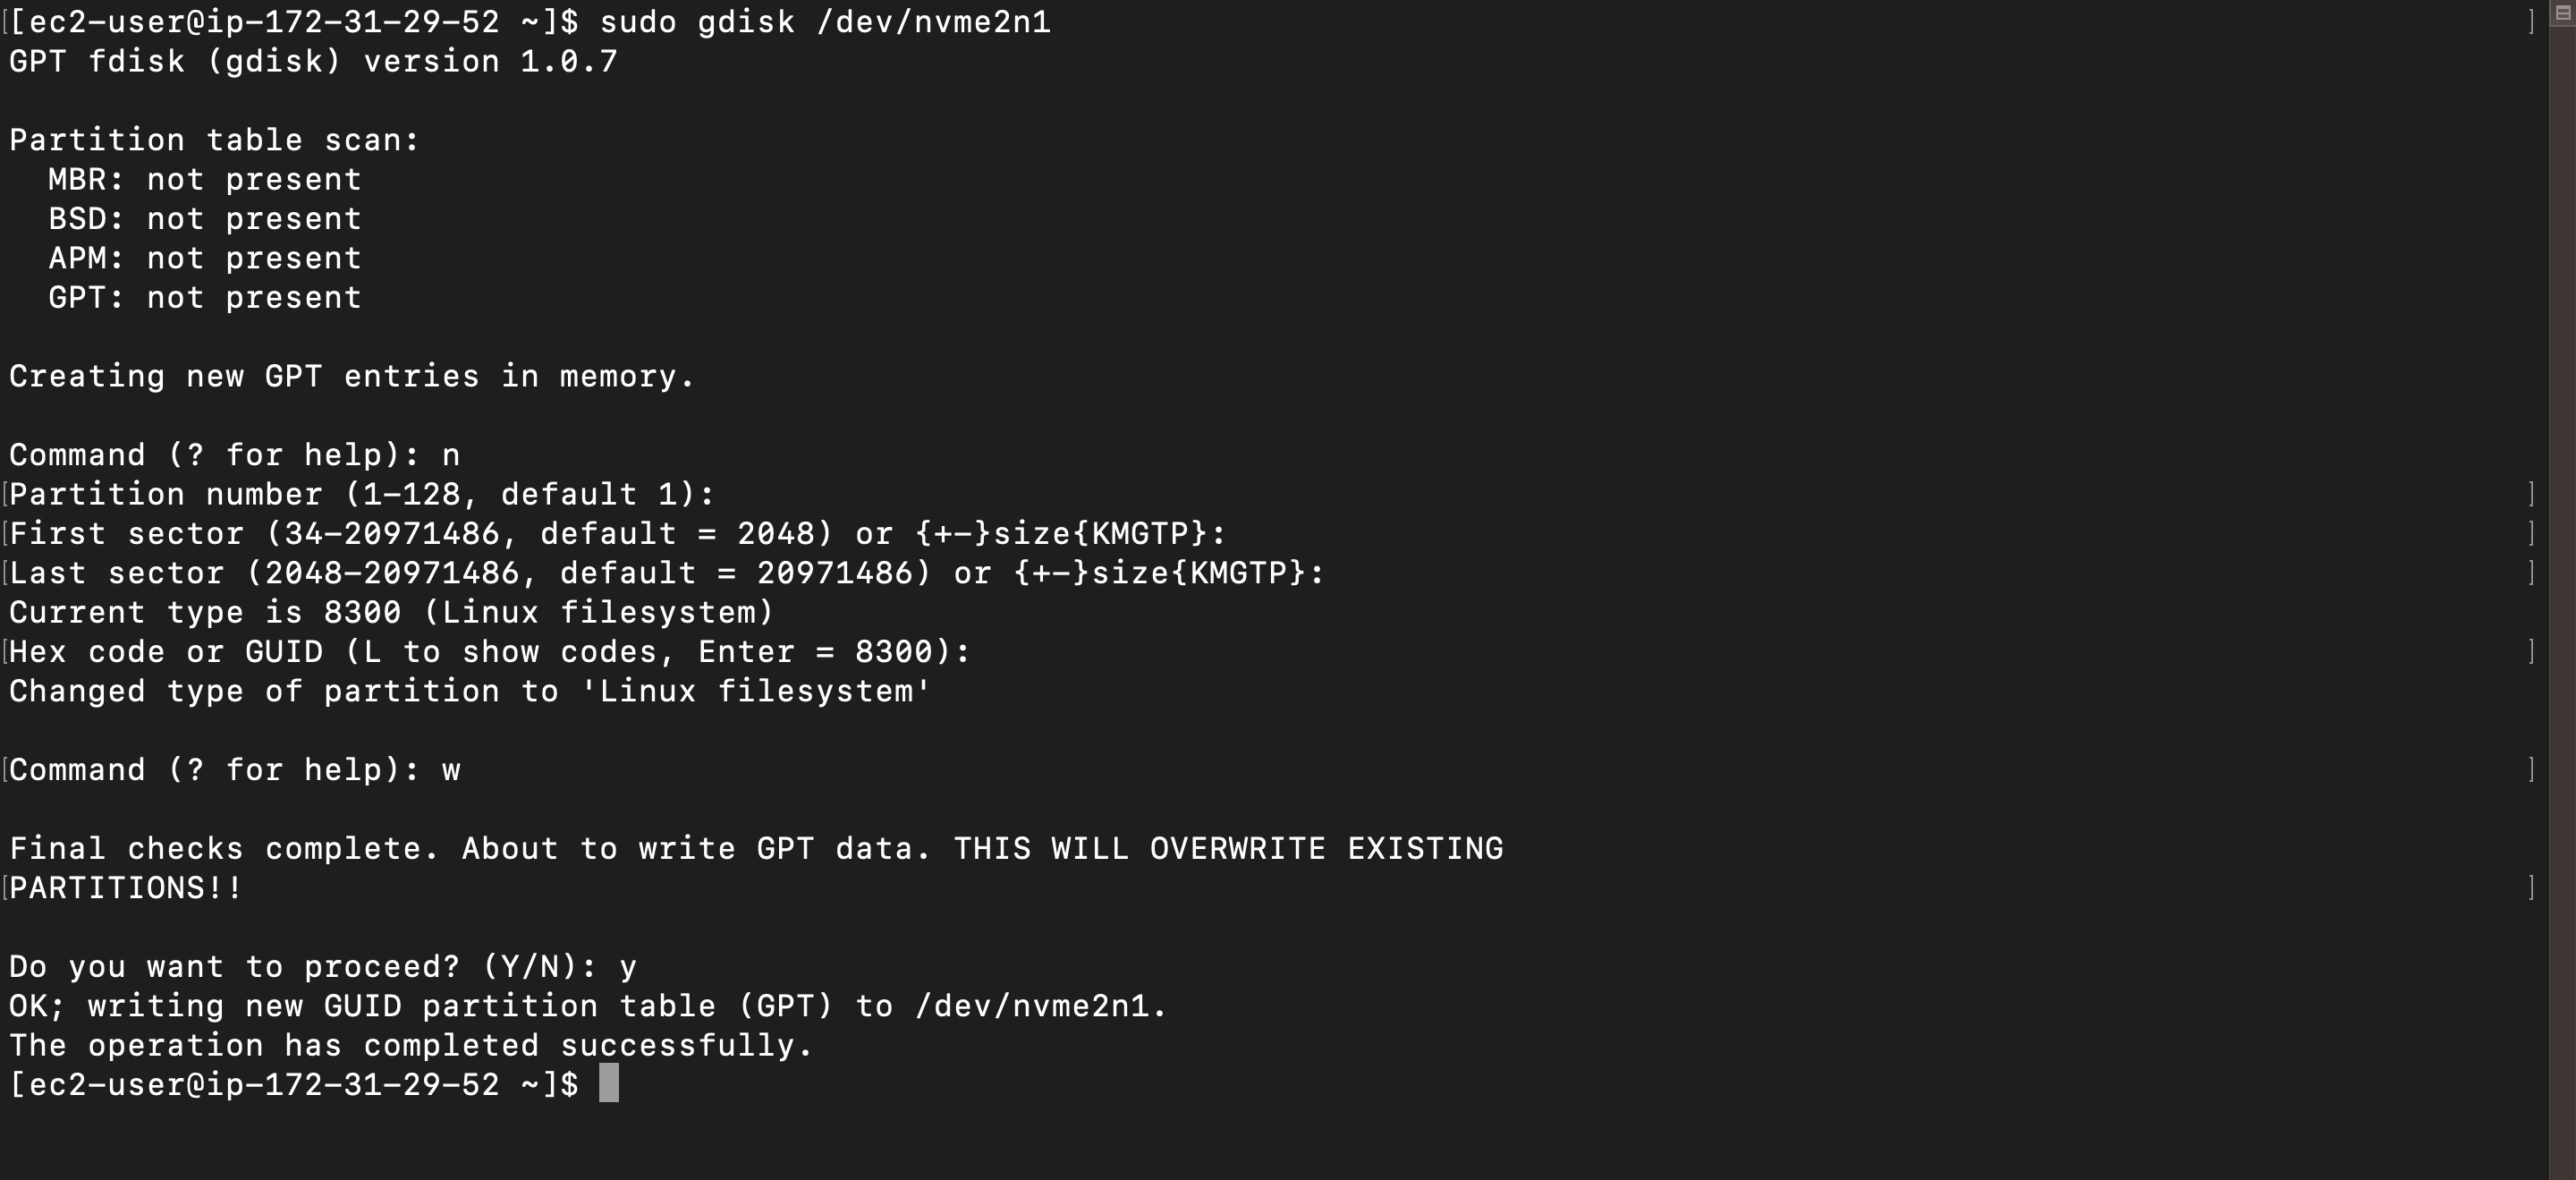 [[ec2-user@ip-172-31-29-52 ~]$ sudo gdisk /dev/nvme2n1 ]
GPT fdisk (gdisk) version 1.0.7
Partition table scan:
  MBR: not present
  BSD: not present
  APM: not present
  GPT: not present
Creating new GPT entries in memory.
Command (? for help): n
[Partition number (1-128, default 1): ]
[First sector (34-20971486, default = 2048) or {+-}size{KMGTP}: ]
[Last sector (2048-20971486, default = 20971486) or {+-}size{KMGTP}: ]
Current type is 8300 (Linux filesystem)
[Hex code or GUID (L to show codes, Enter = 8300): ]
Changed type of partition to 'Linux filesystem'
[Command (? for help): w ]
Final checks complete. About to write GPT data. THIS WILL OVERWRITE EXISTING
[PARTITIONS!! ]
Do you want to proceed? (Y/N): y
OK; writing new GUID partition table (GPT) to /dev/nvme2n1.
The operation has completed successfully.
[ec2-user@ip-172-31-29-52 ~]$